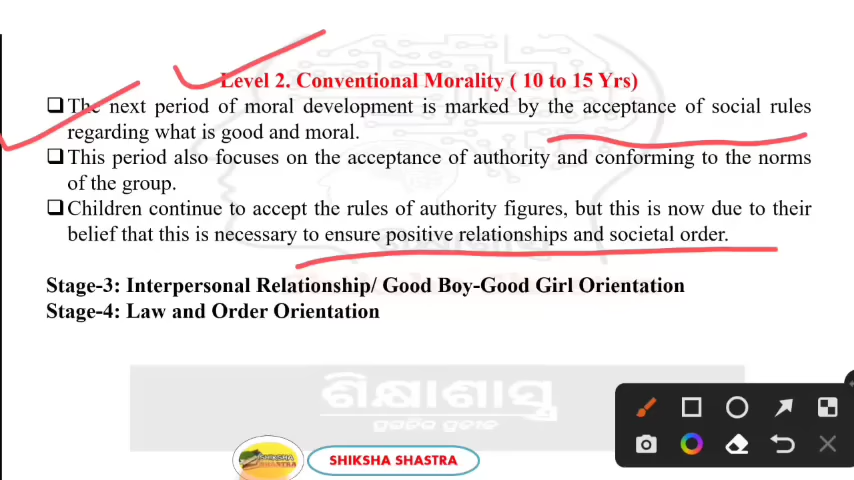 Level 2. Conventional Morality ( 10 to 15 Yrs)
❑ The next period of moral development is marked by the acceptance of social rules
regarding what is good and moral.
❑ This period also focuses on the acceptance of authority and conforming to the norms
of the group.
❑ Children continue to accept the rules of authority figures, but this is now due to their
belief that this is necessary to ensure positive relationships and societal order.
Stage-3: Interpersonal Relationship/ Good Boy-Good Girl Orientation
Stage-4: Law and Order Orientation
ଶିକ୍ଷାଶାସ୍ତ୍ର
SHIKSHA
SHASTRA
SHIKSHA SHASTRA